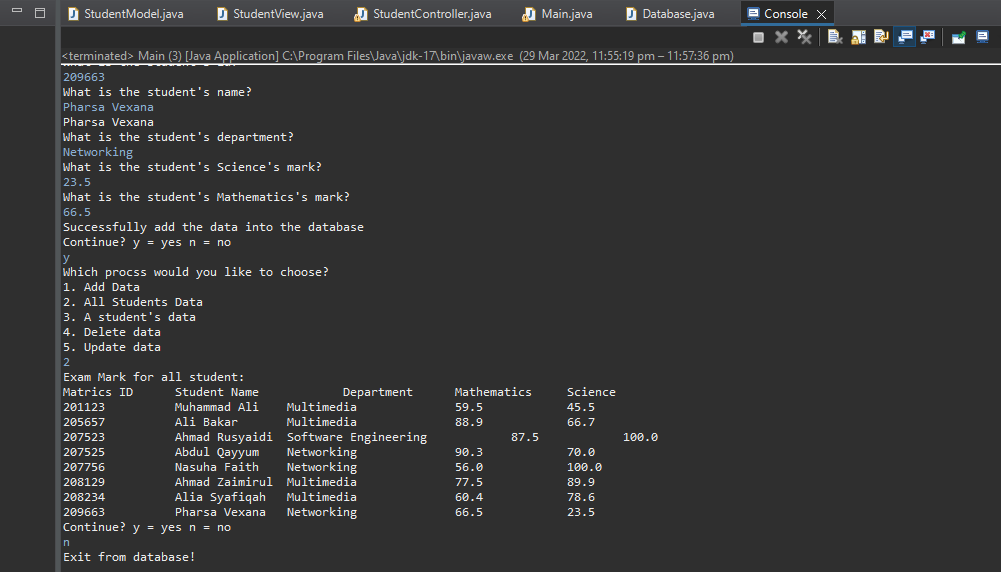 StudentModel.java StudentView.java StudentController.java Main.java Database.java Console
<terminated> Main (3) [Java Application] C:\Program Files\Java\jdk-17\bin\javaw.exe (29 Mar 2022, 11:55:19 pm – 11:57:36 pm)
209663
What is the student's name?
Pharsa Vexana
Pharsa Vexana
What is the student's department?
Networking
What is the student's Science's mark?
23.5
What is the student's Mathematics's mark?
66.5
Successfully add the data into the database
Continue? y = yes n = no
y
Which procss would you like to choose?
1. Add Data
2. All Students Data
3. A student's data
4. Delete data
5. Update data
2
Exam Mark for all student:
Matrics ID Student Name Department Mathematics Science
201123 Muhammad Ali Multimedia 59.5 45.5
205657 Ali Bakar Multimedia 88.9 66.7
207523 Ahmad Rusyaidi Software Engineering 87.5 100.0
207525 Abdul Qayyum Networking 90.3 70.0
207756 Nasuha Faith Networking 56.0 100.0
208129 Ahmad Zaimirul Multimedia 77.5 89.9
208234 Alia Syafiqah Multimedia 60.4 78.6
209663 Pharsa Vexana Networking 66.5 23.5
Continue? y = yes n = no
n
Exit from database!